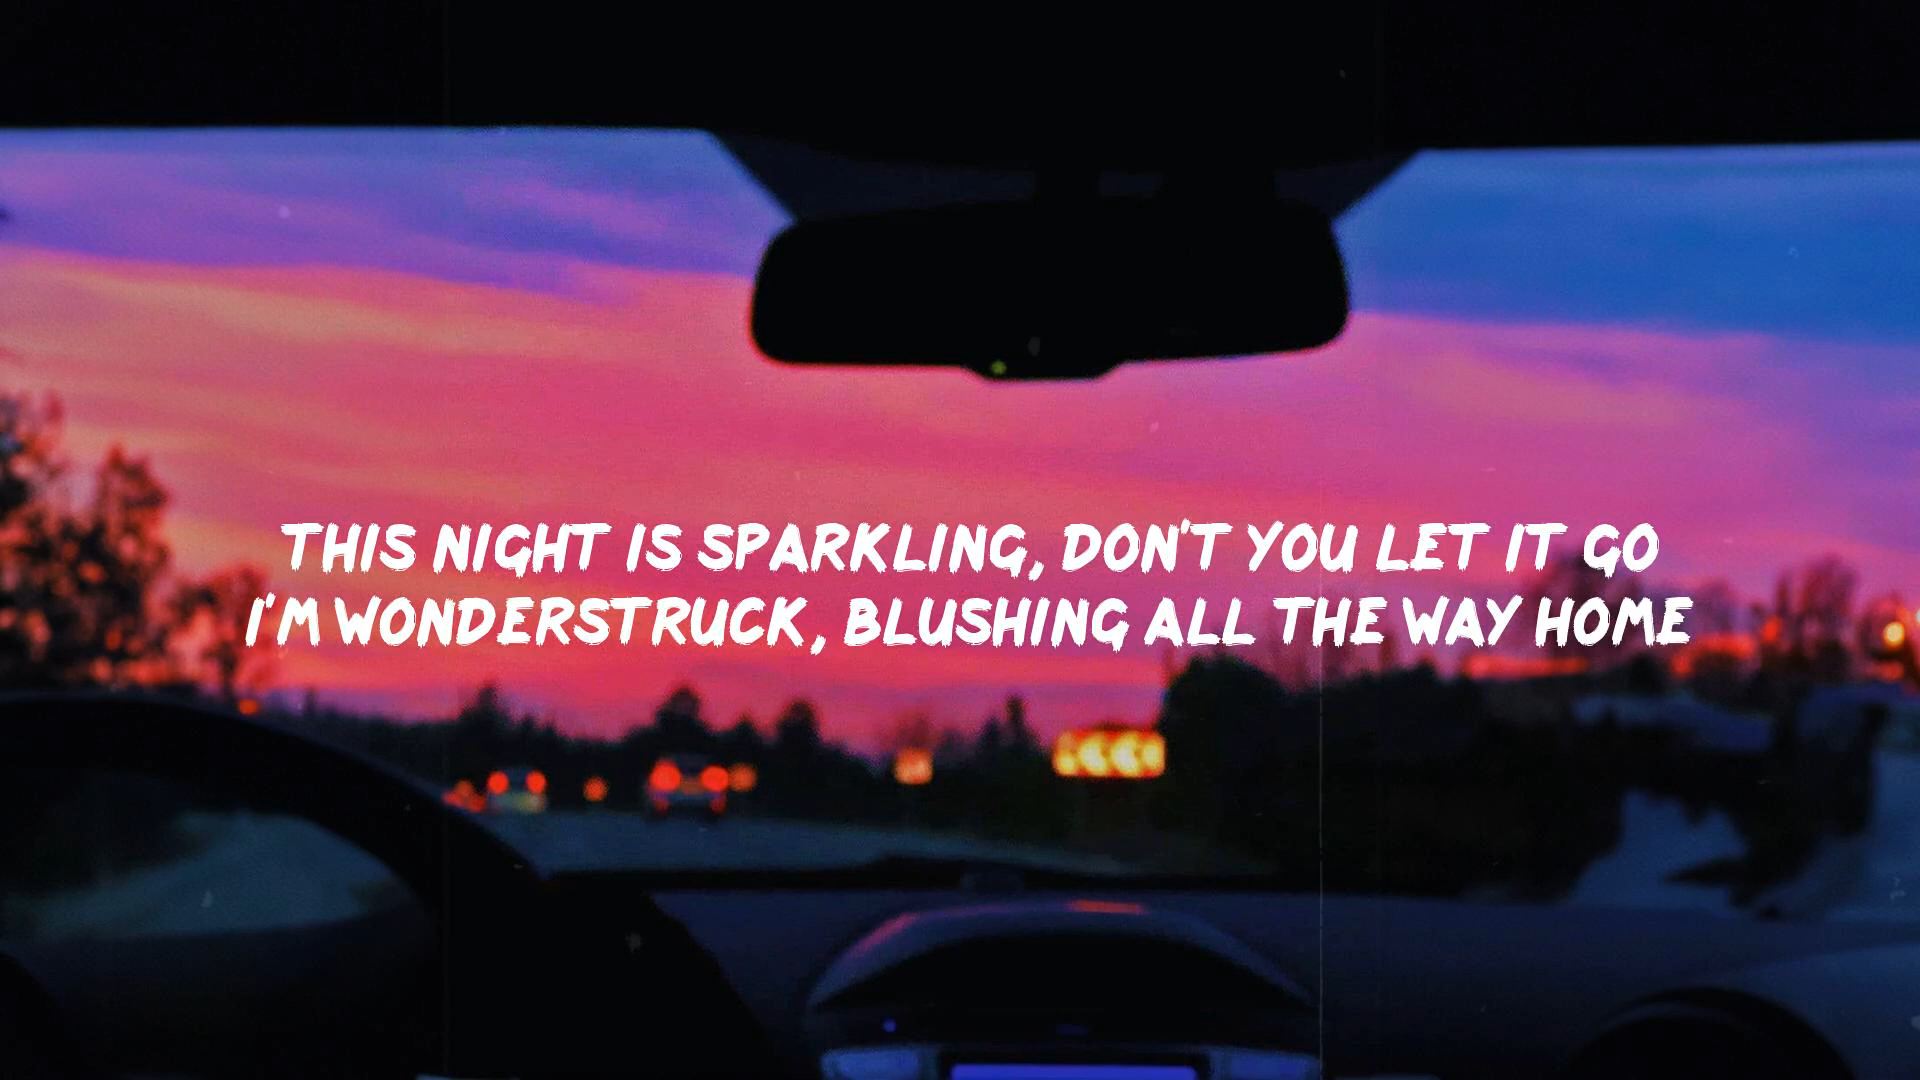 THIS NIGHT IS SPARKLING, DON'T YOU LET IT GO
I'M WONDERSTRUCK, BLUSHING ALL THE WAY HOME